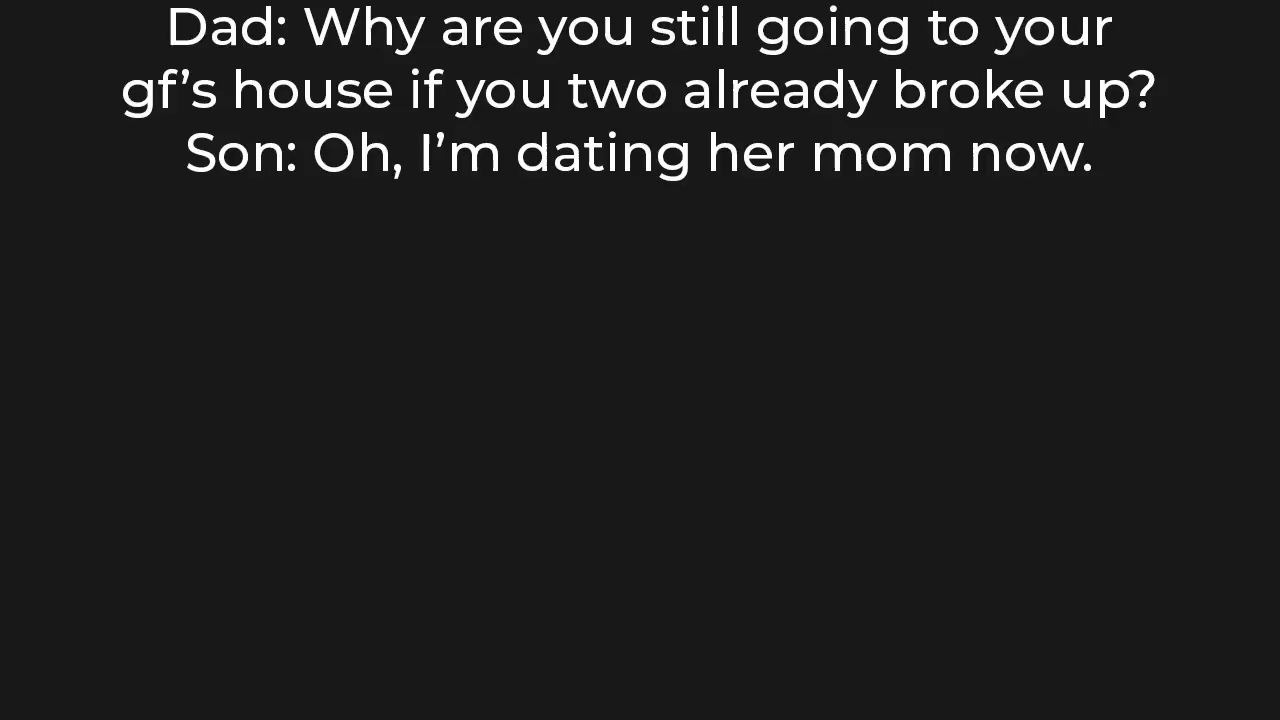 Dad: Why are you still going to your
gf’s house if you two already broke up?
Son: Oh, I’m dating her mom now.